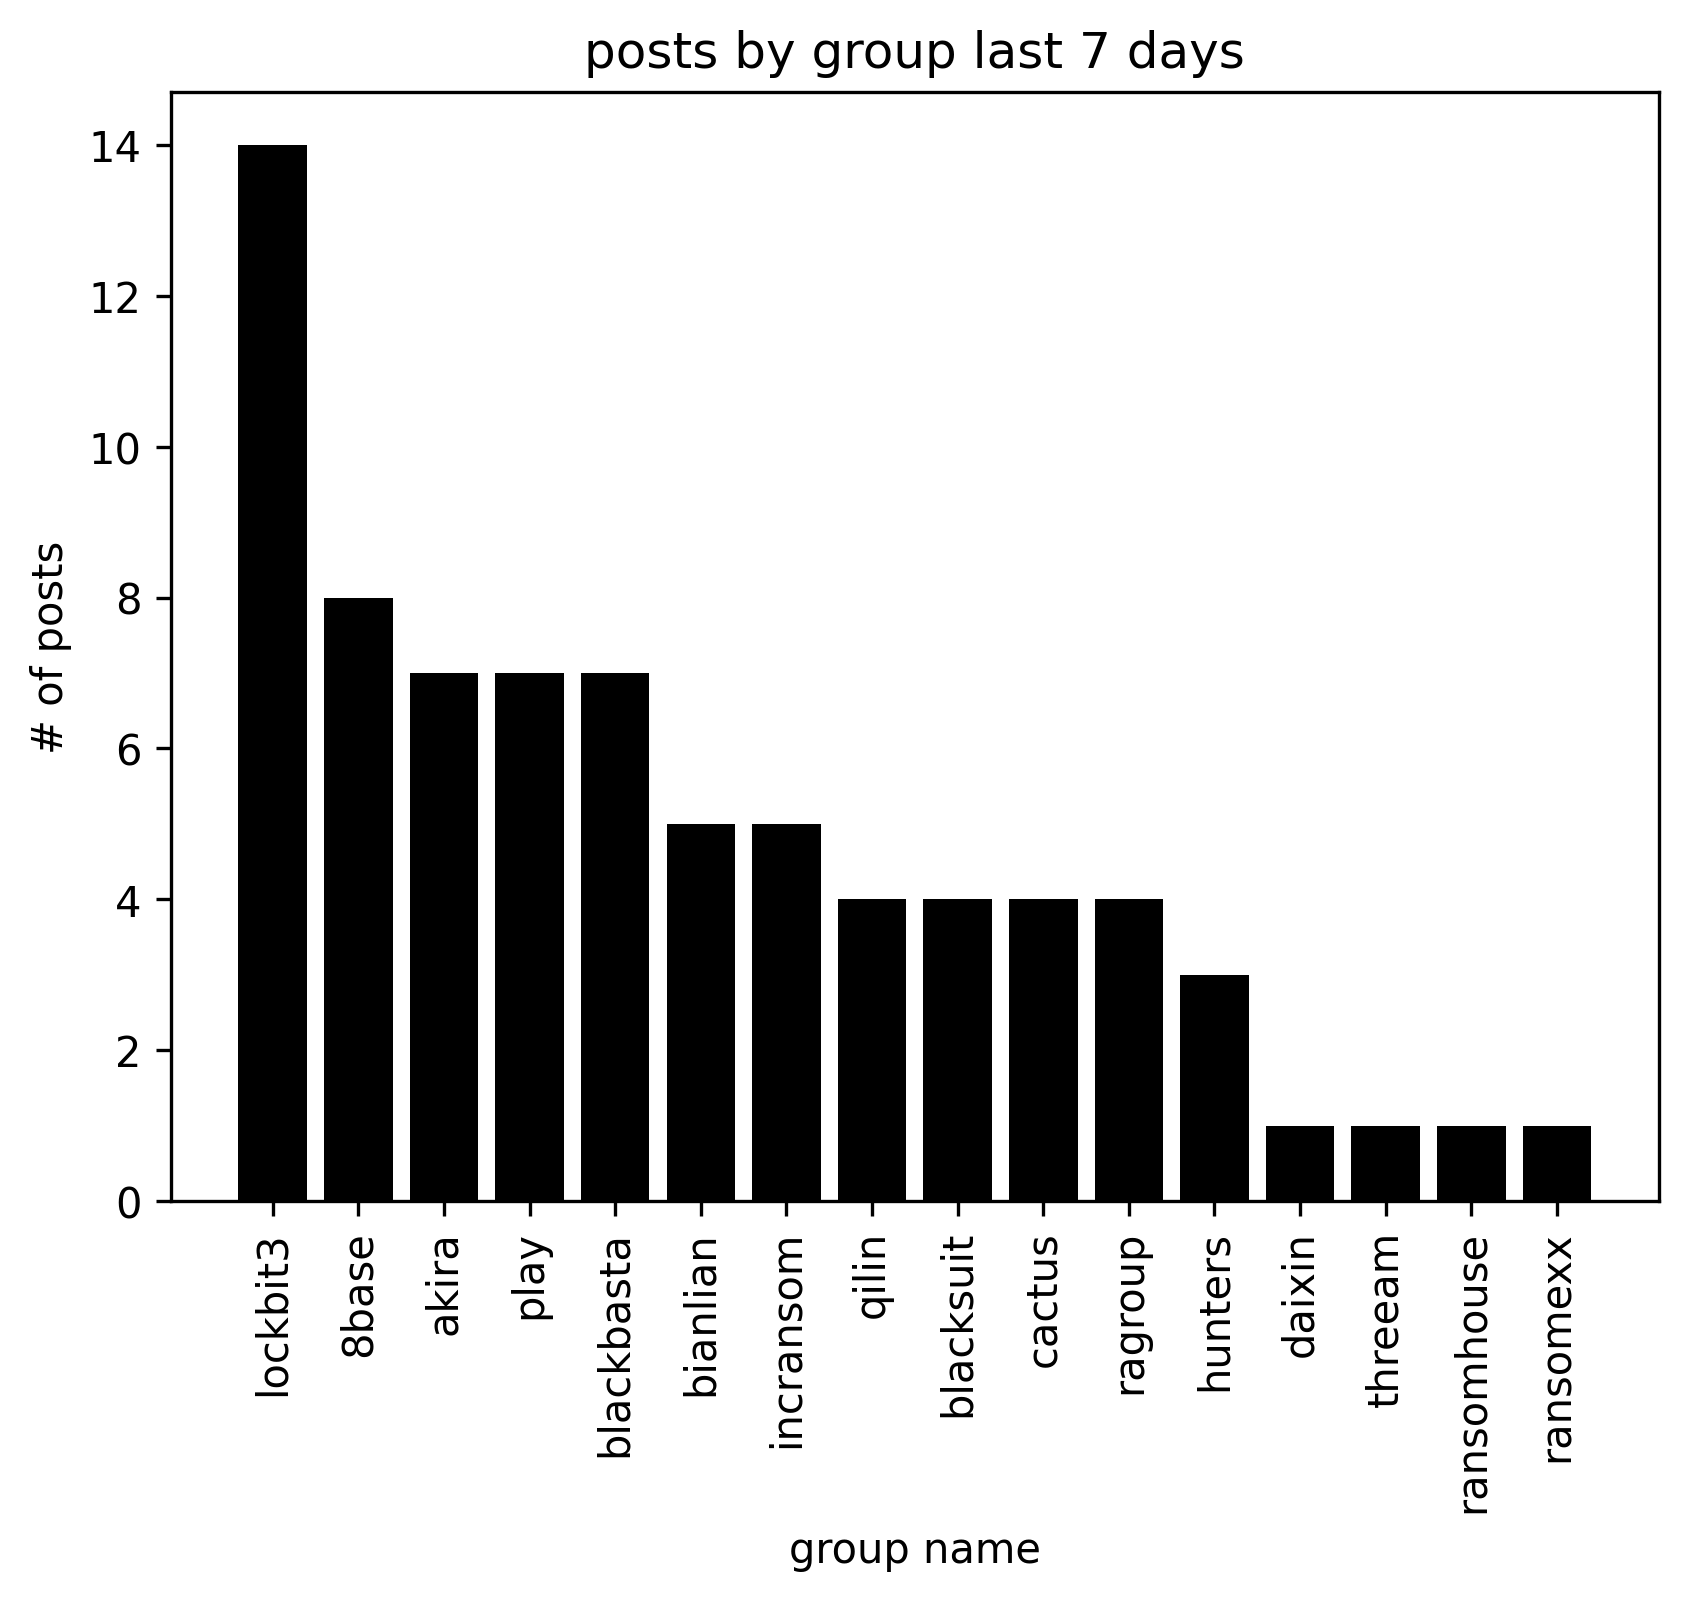 posts by group last 7 days
14
12
10
8
6
4
2
0
# of posts
lockbit3
8base
akira
play
blackbasta
bianlian
incransom
qilin
blacksuit
cactus
ragroup
hunters
daixin
threeam
ransomhouse
ransomexx
group name